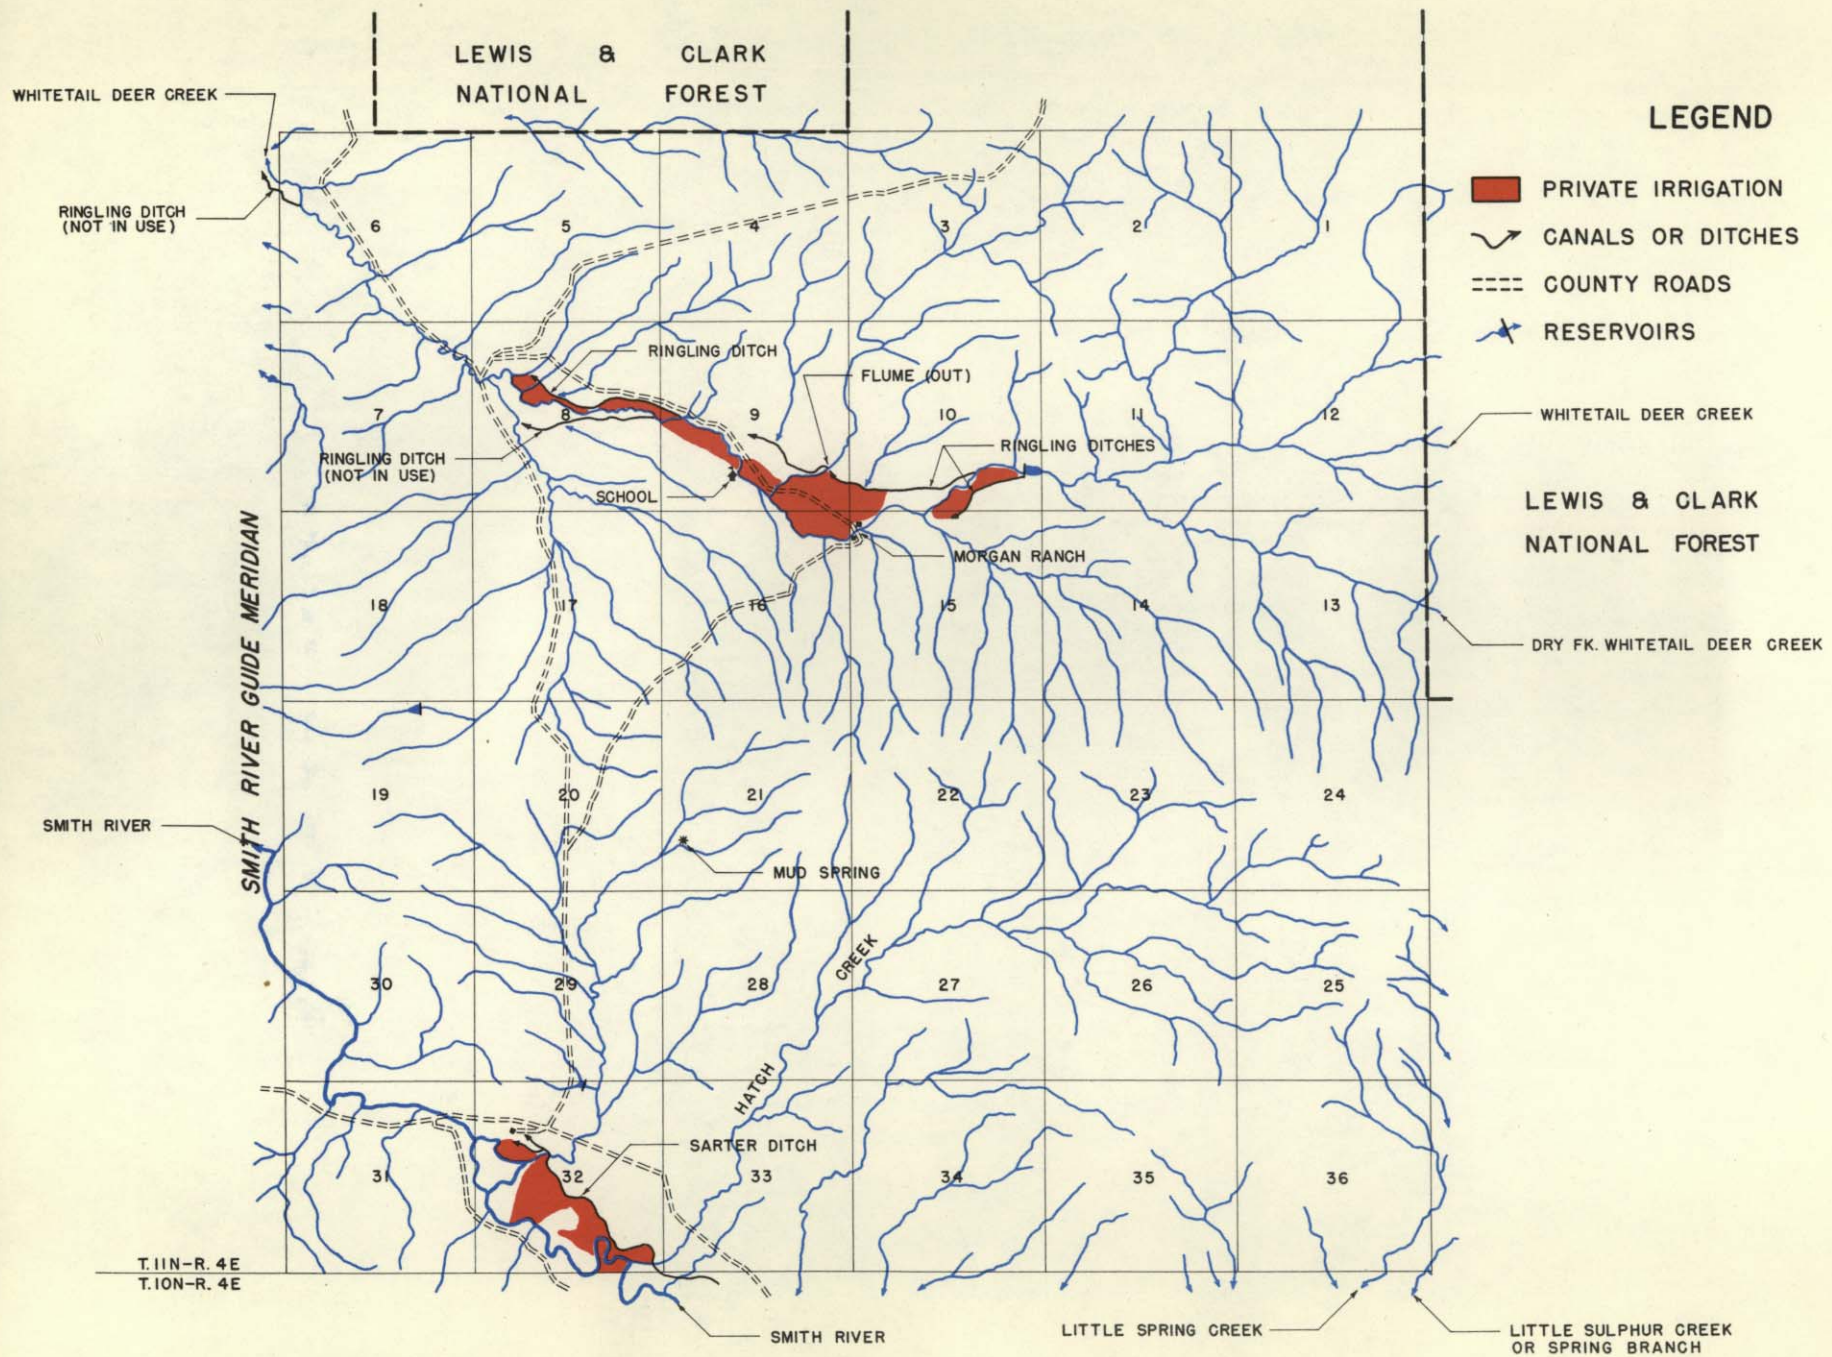 LEWIS & CLARK
NATIONAL FOREST
WHITETAIL DEER CREEK
LEGEND
PRIVATE IRRIGATION
CANALS OR DITCHES
COUNTY ROADS
RESERVOIRS
RINGLING DITCH
(NOT IN USE)
6
5
4
3
2
1
RINGLING DITCH
FLUME (OUT)
7
8
9
10
11
12
WHITETAIL DEER CREEK
RINGLING DITCHES
RINGLING DITCH
(NOT IN USE)
SCHOOL
LEWIS & CLARK
NATIONAL FOREST
MORGAN RANCH
18
17
16
15
14
13
DRY FK. WHITETAIL DEER CREEK
SMITH RIVER GUIDE MERIDIAN
19
20
21
22
23
24
SMITH RIVER
MUD SPRING
30
29
28
27
26
25
HATCH CREEK
SARTER DITCH
31
32
33
34
35
36
T.11N-R. 4E
T.10N-R. 4E
SMITH RIVER
LITTLE SPRING CREEK
LITTLE SULPHUR CREEK
OR SPRING BRANCH